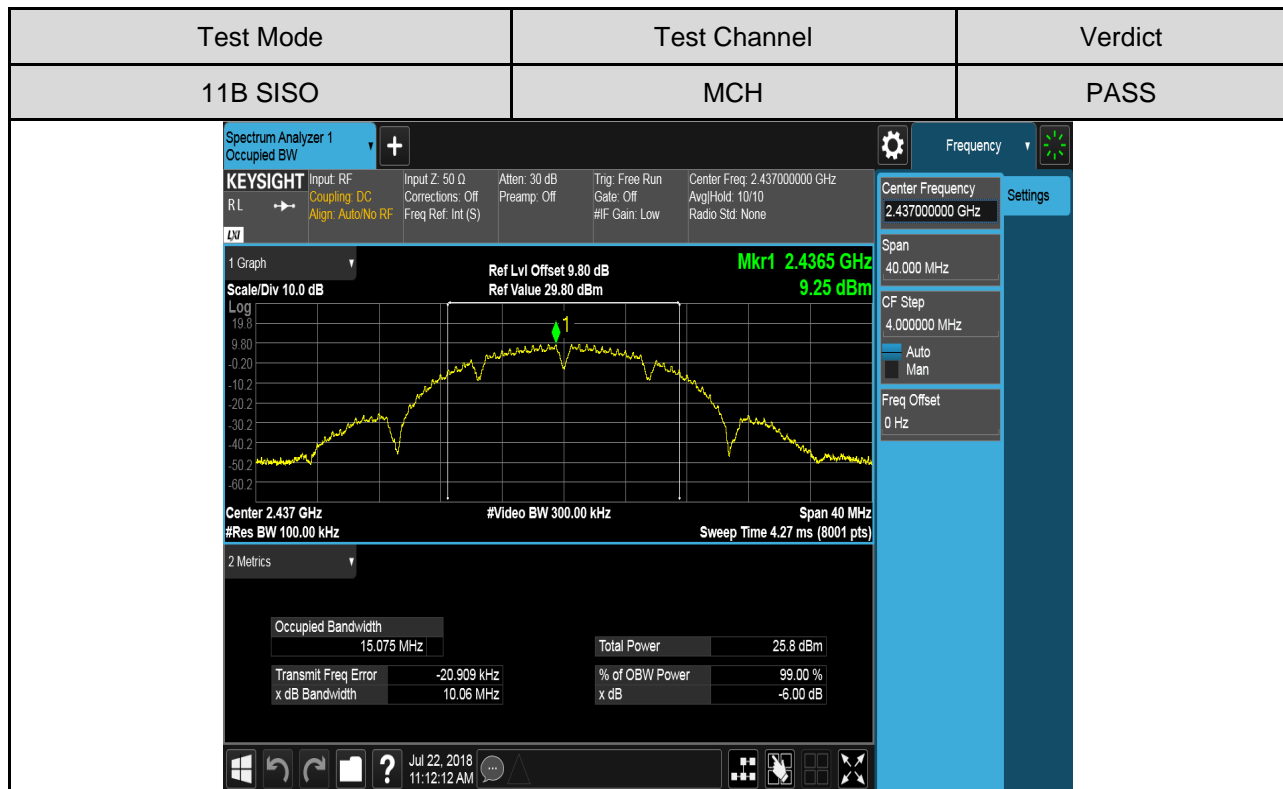 Test Mode Test Channel Verdict
11B SISO MCH PASS
Spectrum Analyzer 1
Occupied BW
+
Frequency
KEYSIGHT
RL
LXI
Input: RF
Coupling: DC
Align: Auto/No RF
Input Z: 50 Ω
Corrections: Off
Freq Ref: Int (S)
Atten: 30 dB
Preamp: Off
Trig: Free Run
Gate: Off
#IF Gain: Low
Center Freq: 2.437000000 GHz
Avg|Hold: 10/10
Radio Std: None
Center Frequency
2.437000000 GHz
Settings
Span
40.000 MHz
CF Step
4.000000 MHz
Auto
Man
Freq Offset
0 Hz
1 Graph
Scale/Div 10.0 dB
Ref Lvl Offset 9.80 dB
Ref Value 29.80 dBm
Mkr1 2.4365 GHz
9.25 dBm
Log
19.8
9.80
-0.20
-10.2
-20.2
-30.2
-40.2
-50.2
-60.2
1
Center 2.437 GHz
#Res BW 100.00 kHz
#Video BW 300.00 kHz
Span 40 MHz
Sweep Time 4.27 ms (8001 pts)
2 Metrics
Occupied Bandwidth
15.075 MHz
Total Power 25.8 dBm
Transmit Freq Error -20.909 kHz
% of OBW Power 99.00 %
x dB Bandwidth 10.06 MHz
x dB -6.00 dB
?
Jul 22, 2018
11:12:12 AM